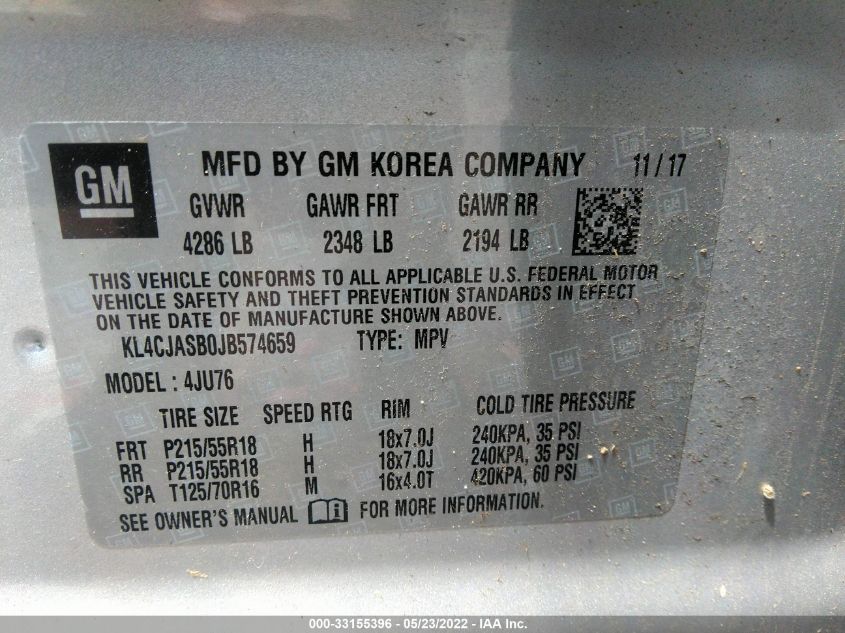 GM MFD BY GM KOREA COMPANY 11/17
GVWR GAWR FRT GAWR RR
4286 LB 2348 LB 2194 LB
THIS VEHICLE CONFORMS TO ALL APPLICABLE U.S. FEDERAL MOTOR
VEHICLE SAFETY AND THEFT PREVENTION STANDARDS IN EFFECT
ON THE DATE OF MANUFACTURE SHOWN ABOVE.
KL4CJASB0JB574659 TYPE: MPV
MODEL: 4JU76
TIRE SIZE SPEED RTG RIM COLD TIRE PRESSURE
FRT P215/55R18 H 18x7.0J 240KPA, 35 PSI
RR P215/55R18 H 18x7.0J 240KPA, 35 PSI
SPA T125/70R16 M 16x4.0T 420KPA, 60 PSI
SEE OWNER'S MANUAL i FOR MORE INFORMATION.
000-33155396 - 05/23/2022 - IAA Inc.